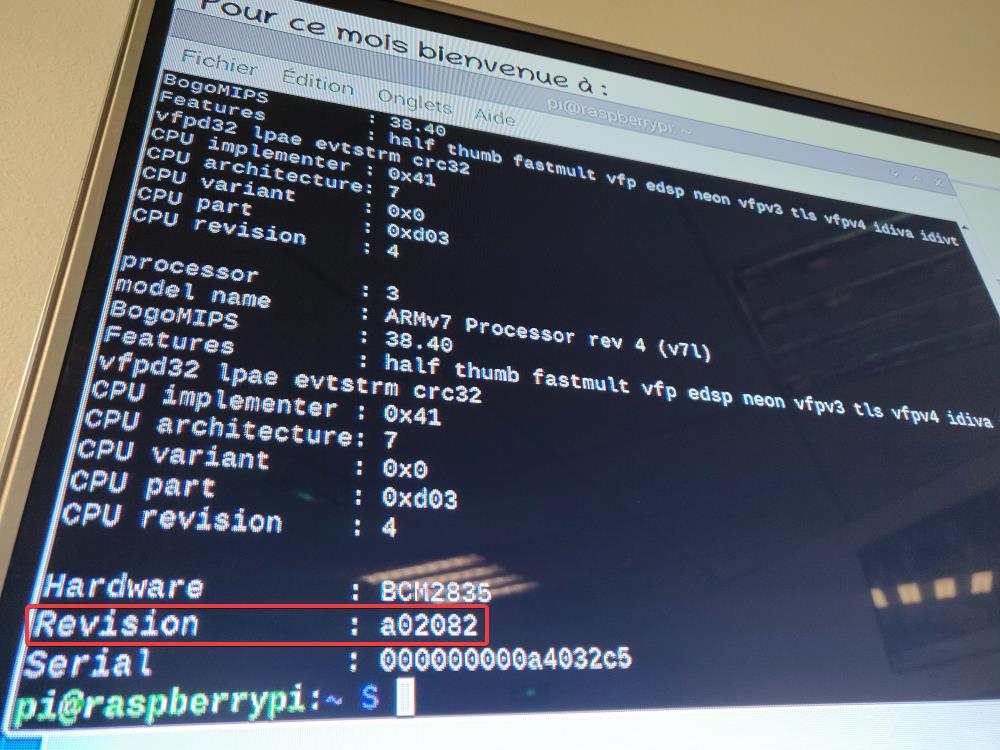 Pour ce mois bienvenue à :
pi@raspberrypi: ~
Fichier Édition Onglets Aide
BogoMIPS : 38.40
Features : half thumb fastmult vfp edsp neon vfpv3 tls vfpv4 idiva idivt
vfpd32 lpae evtstrm crc32
CPU implementer : 0x41
CPU architecture: 7
CPU variant : 0x0
CPU part : 0xd03
CPU revision : 4
processor : 3
model name : ARMv7 Processor rev 4 (v7l)
BogoMIPS : 38.40
Features : half thumb fastmult vfp edsp neon vfpv3 tls vfpv4 idiva
vfpd32 lpae evtstrm crc32
CPU implementer : 0x41
CPU architecture: 7
CPU variant : 0x0
CPU part : 0xd03
CPU revision : 4
Hardware : BCM2835
Revision : a02082
Serial : 000000000a4032c5
pi@raspberrypi:~ $